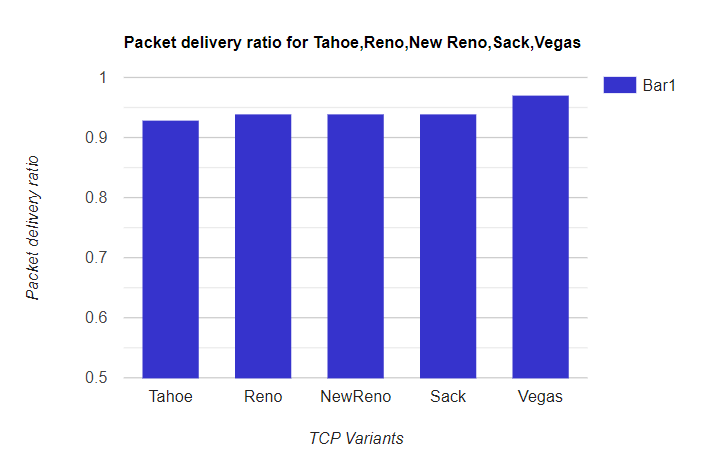 Packet delivery ratio for Tahoe,Reno,New Reno,Sack,Vegas
Bar1
Packet delivery ratio
1
0.9
0.8
0.7
0.6
0.5
Tahoe Reno NewReno Sack Vegas
TCP Variants